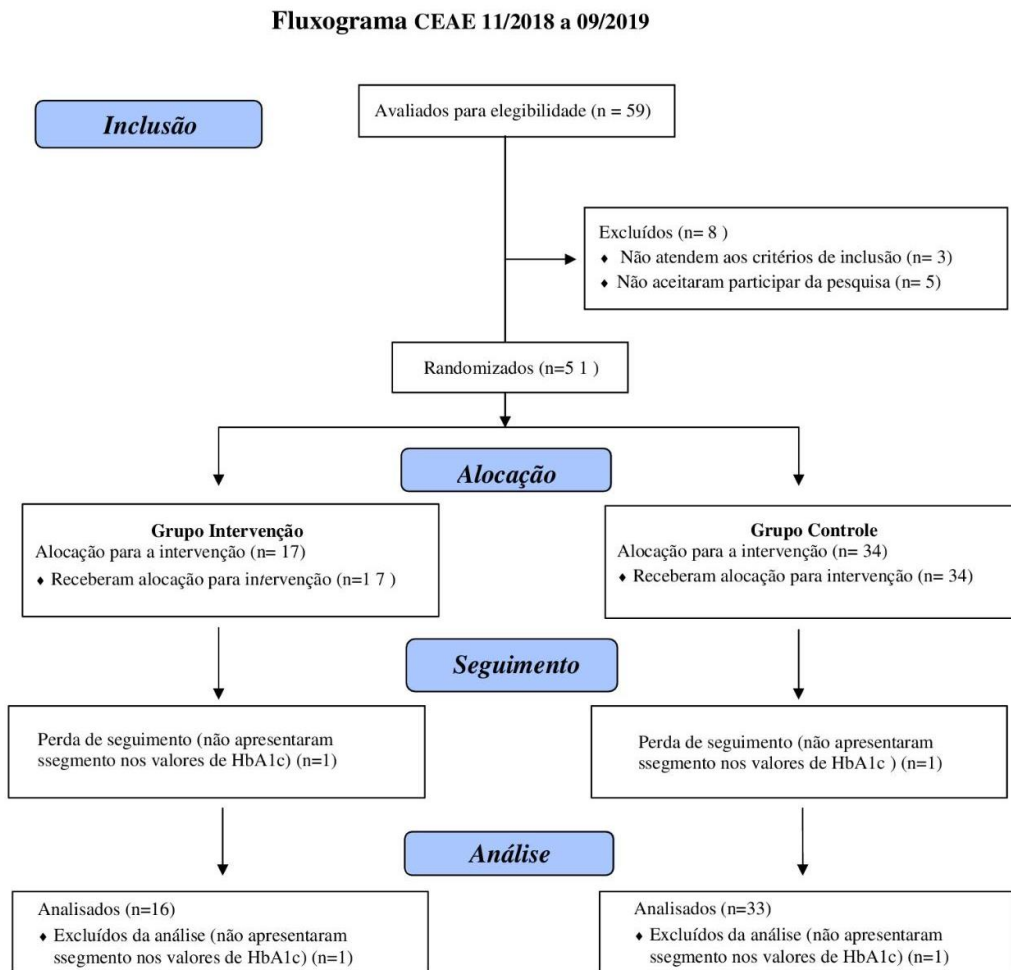 Fluxograma CEAE 11/2018 a 09/2019
Inclusão
Avaliados para elegibilidade (n = 59)
Excluídos (n= 8 )
♦ Não atendem aos critérios de inclusão (n= 3)
♦ Não aceitaram participar da pesquisa (n= 5)
Randomizados (n=5 1 )
Alocação
Grupo Intervenção
Alocação para a intervenção (n= 17)
♦ Receberam alocação para intervenção (n=1 7 )
Grupo Controle
Alocação para a intervenção (n= 34)
♦ Receberam alocação para intervenção (n= 34)
Seguimento
Perda de seguimento (não apresentaram
ssegmento nos valores de HbA1c) (n=1)
Perda de seguimento (não apresentaram
ssegmento nos valores de HbA1c ) (n=1)
Análise
Analisados (n=16)
♦ Excluídos da análise (não apresentaram
ssegmento nos valores de HbA1c) (n=1)
Analisados (n=33)
♦ Excluídos da análise (não apresentaram
ssegmento nos valores de HbA1c) (n=1)